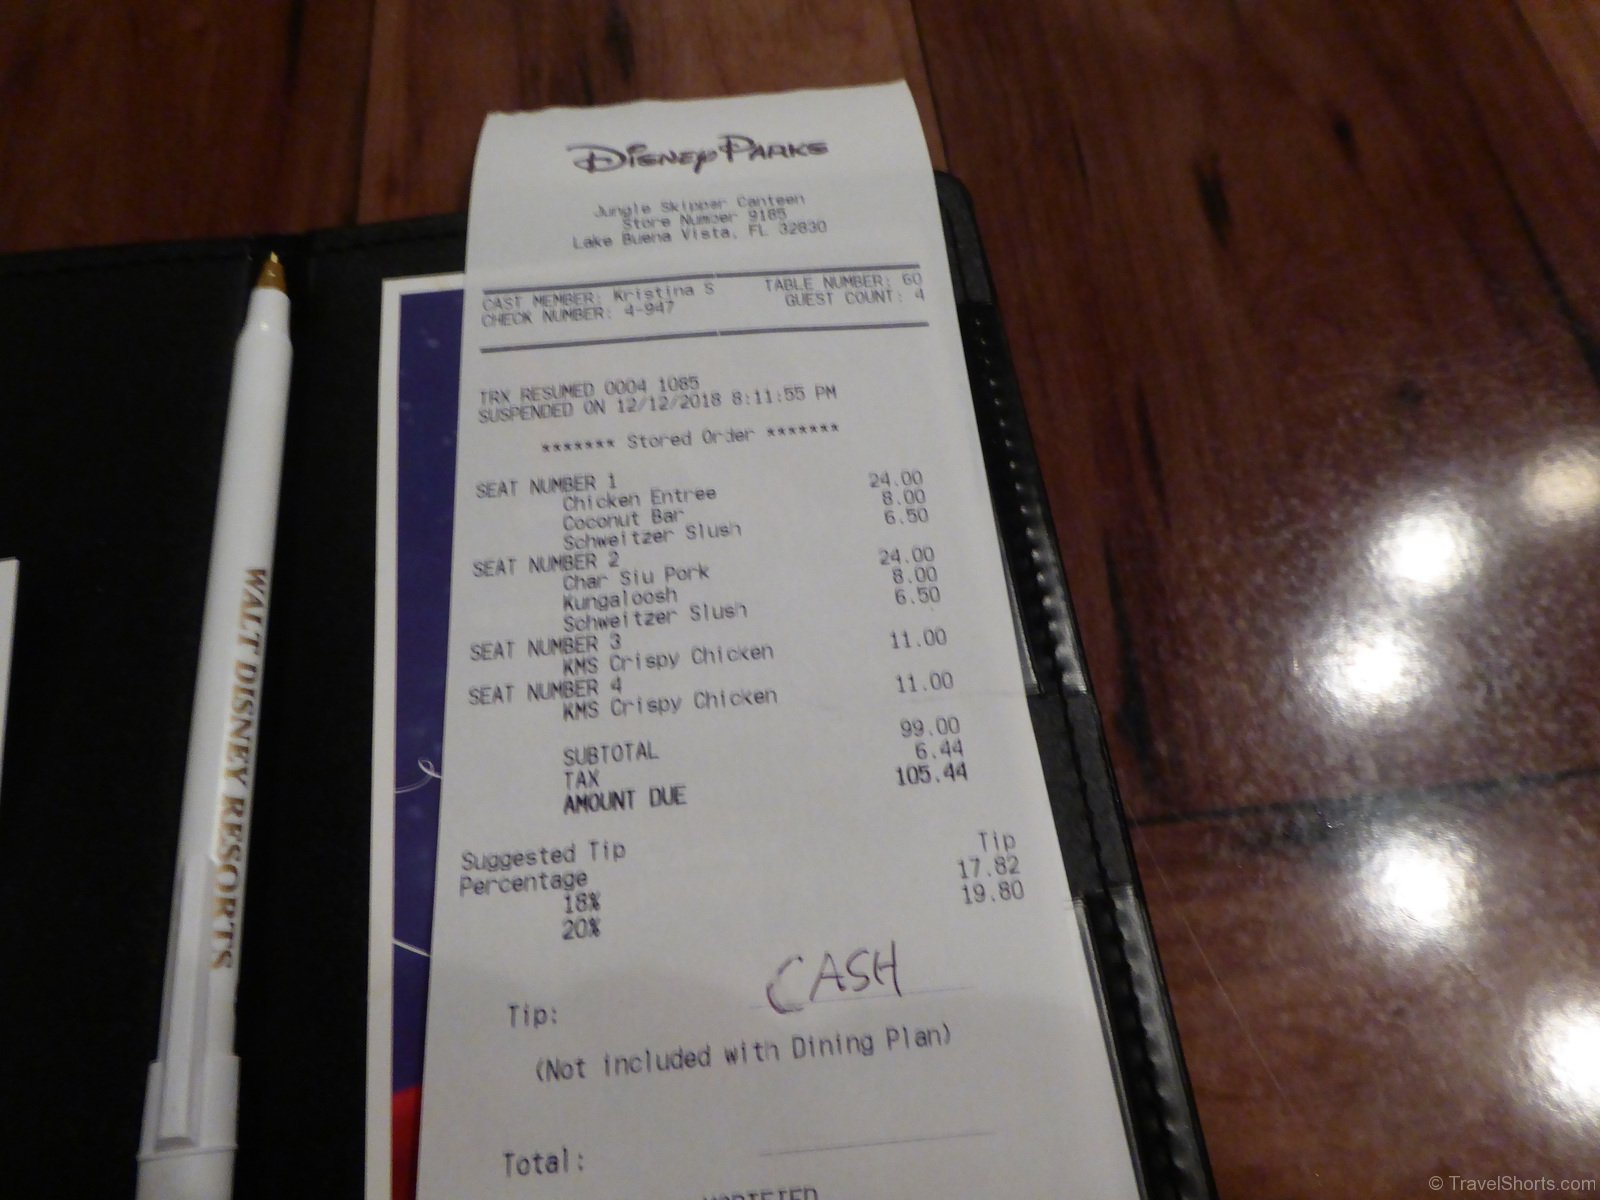 Disney Parks
Jungle Skipper Canteen
Store Number 9185
Lake Buena Vista, FL 32830
CAST MEMBER: Kristina S TABLE NUMBER: 60
CHECK NUMBER: 4-947 GUEST COUNT: 4
TRX RESUMED 0004 1085
SUSPENDED ON 12/12/2018 8:11:55 PM
******* Stored Order *******
SEAT NUMBER 1
Chicken Entree 24.00
Coconut Bar 8.00
Schweitzer Slush 6.50
SEAT NUMBER 2
Char Siu Pork 24.00
Kungaloosh 8.00
Schweitzer Slush 6.50
SEAT NUMBER 3
KMS Crispy Chicken 11.00
SEAT NUMBER 4
KMS Crispy Chicken 11.00
SUBTOTAL 99.00
TAX 6.44
AMOUNT DUE 105.44
Suggested Tip
Percentage Tip
18% 17.82
20% 19.80
Tip: CASH
(Not included with Dining Plan)
Total:
WALT DISNEY RESORTS
© TravelShorts.com